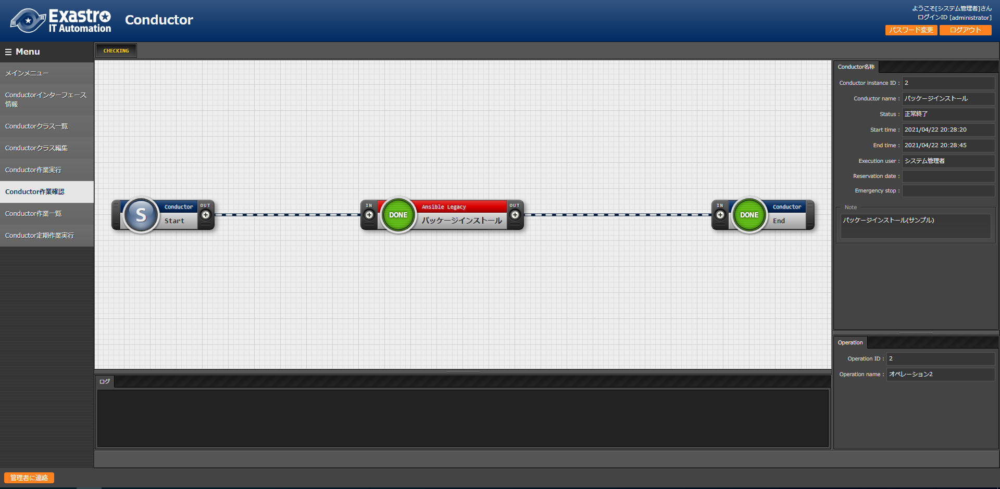 Exastro
IT Automation
Conductor
ようこそ[システム管理者]さん
ログインID [administrator]
パスワード変更
ログアウト
Menu
メインメニュー
Conductorインターフェース
情報
Conductorクラス一覧
Conductorクラス編集
Conductor作業実行
Conductor作業確認
Conductor作業一覧
Conductor定期作業実行
CHECKING
S
Conductor
Start
OUT
IN
DONE
Ansible Legacy
パッケージインストール
OUT
IN
DONE
Conductor
End
ログ
Conductor名称
Conductor instance ID : 2
Conductor name : パッケージインストール
Status : 正常終了
Start time : 2021/04/22 20:28:20
End time : 2021/04/22 20:28:45
Execution user : システム管理者
Reservation date :
Emergency stop :
Note
パッケージインストール(サンプル)
Operation
Operation ID : 2
Operation name : オペレーション2
管理者に連絡